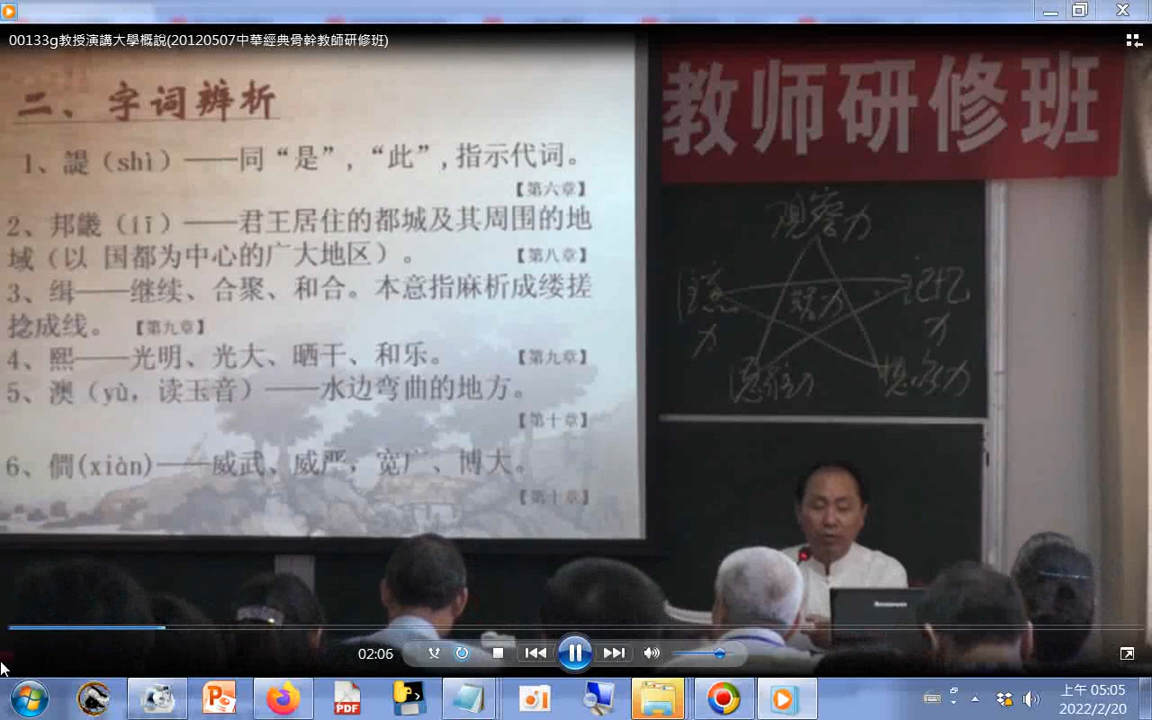 00133g教授演講大學概說(20120507中華經典骨幹教師研修班)
二、字词辨析
1、諟（shì）——同“是”，“此”，指示代词。
【第六章】
2、邦畿（jī）——君王居住的都城及其周围的地
域（以 国都为中心的广大地区）。 【第八章】
3、缉——继续、合聚、和合。本意指麻析成缕搓
捻成线。 【第九章】
4、熙——光明、光大、晒干、和乐。 【第九章】
5、澳（yù，读玉音）——水边弯曲的地方。
【第十章】
6、僩(xiàn)——威武、威严，宽广、博大。
【第十章】
教师研修班
观察力
注意力
记忆力
想象力
02:06
lenovo
上午 05:05
2022/2/20